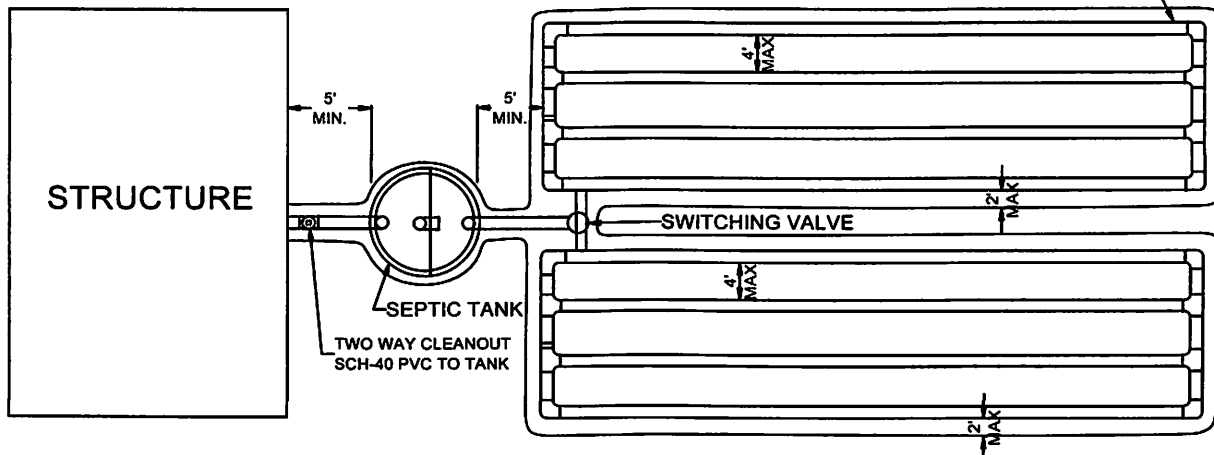 4'
MAX
5'
MIN.
5'
MIN.
STRUCTURE
2'
MAX
SWITCHING VALVE
4'
MAX
SEPTIC TANK
TWO WAY CLEANOUT
SCH-40 PVC TO TANK
2'
MAX